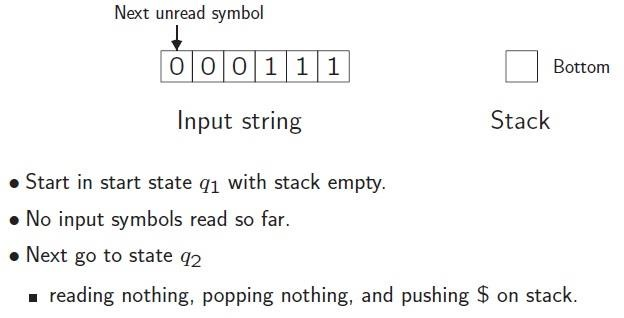 Next unread symbol
0 0 0 1 1 1
Bottom
Input string
Stack
• Start in start state q1 with stack empty.
• No input symbols read so far.
• Next go to state q2
▪ reading nothing, popping nothing, and pushing $ on stack.